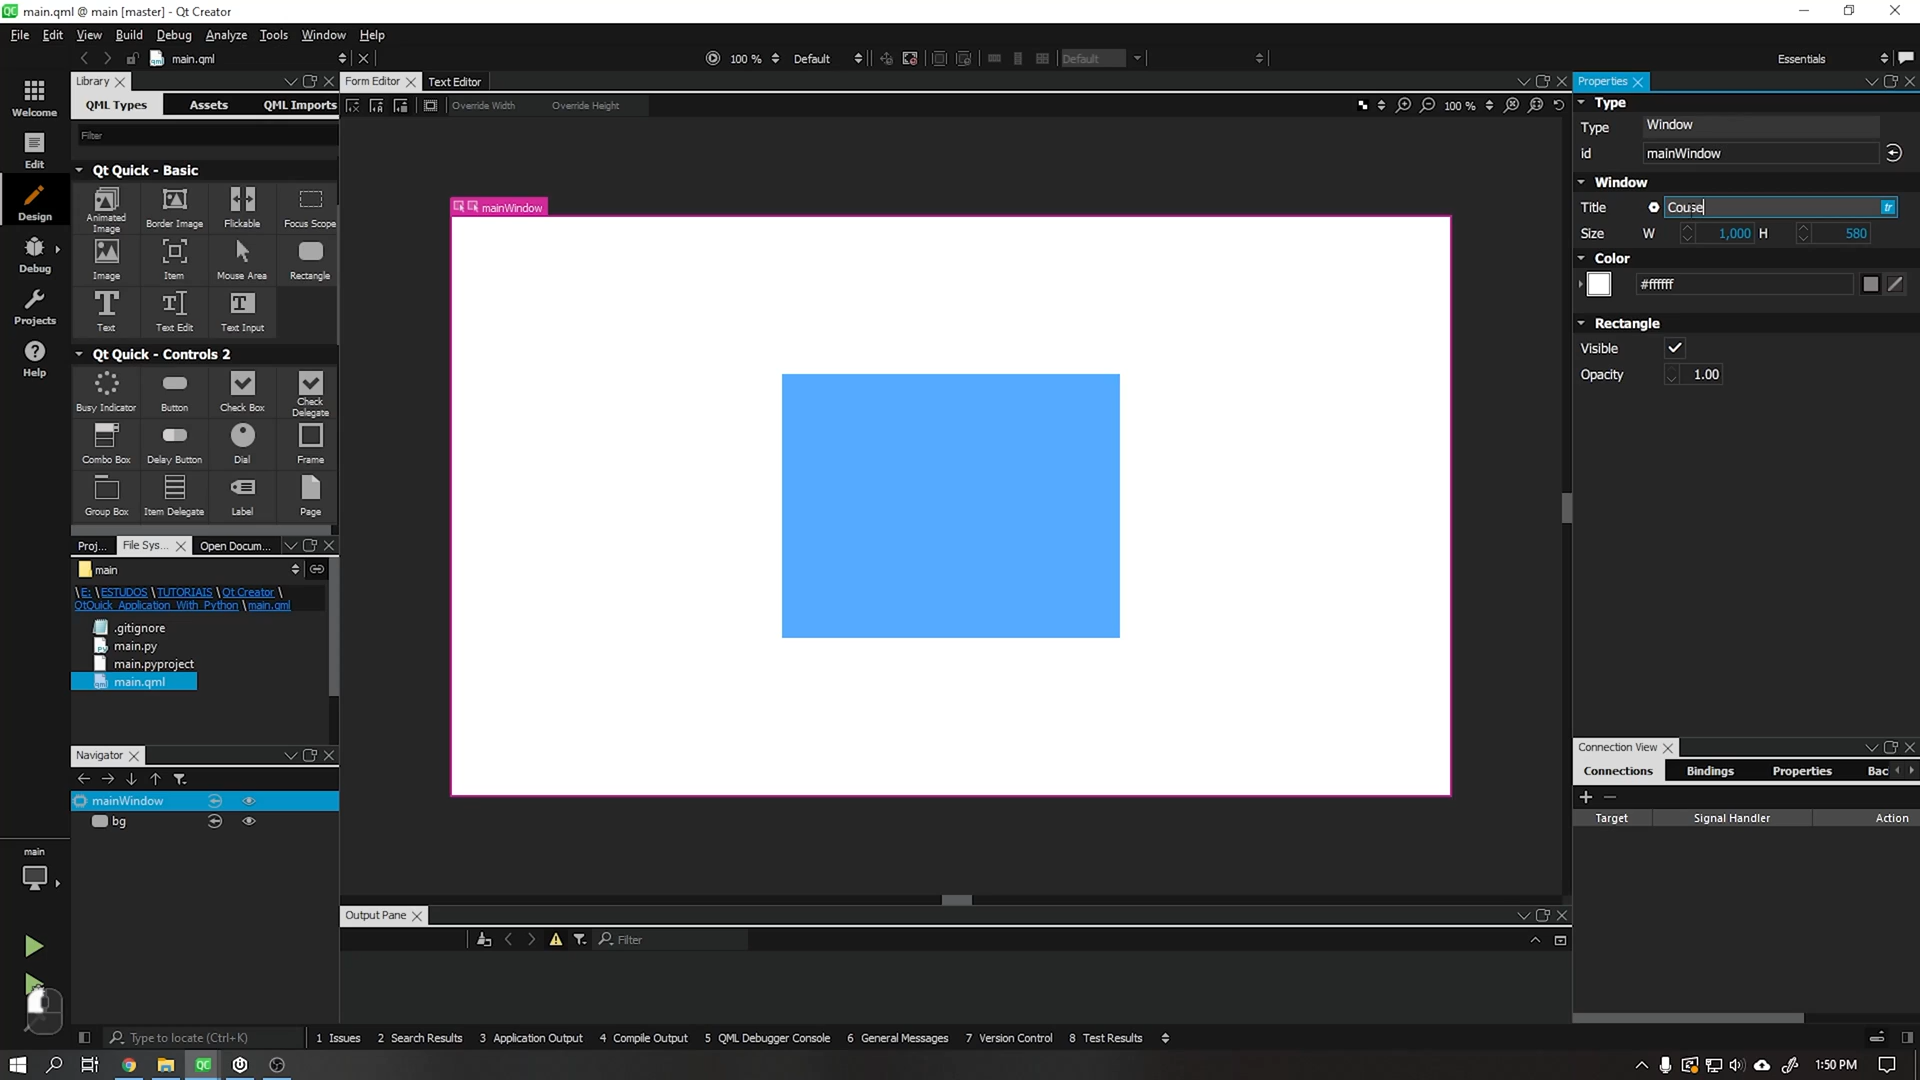 QC main.qml @ main [master] - Qt Creator
File Edit View Build Debug Analyze Tools Window Help
main.qml 100 % Default Default Essentials
Library Form Editor Text Editor Properties
QML Types Assets QML Imports
Override Width Override Height 100 %
Filter
Type
Type Window
id mainWindow
Window
Title Couse tr
Size W 1,000 H 580
Color
#ffffff
Rectangle
Visible
Opacity 1.00
Welcome
Edit
Design
Debug
Projects
Help
Qt Quick - Basic
Animated Image Border Image Flickable Focus Scope
Image Item Mouse Area Rectangle
Text Text Edit Text Input
Qt Quick - Controls 2
Busy Indicator Button Check Box Check Delegate
Combo Box Delay Button Dial Frame
Group Box Item Delegate Label Page
mainWindow
Proj... File Sys... Open Docum...
main
\E: \ESTUDOS \TUTORIAIS \Qt Creator \
QtQuick_Application_With_Python \main.qml
.gitignore
main.py
main.pyproject
main.qml
Navigator
mainWindow
bg
Connection View
Connections Bindings Properties Bac
Target Signal Handler Action
main
Output Pane
Filter
Type to locate (Ctrl+K) 1 Issues 2 Search Results 3 Application Output 4 Compile Output 5 QML Debugger Console 6 General Messages 7 Version Control 8 Test Results
QC 1:50 PM